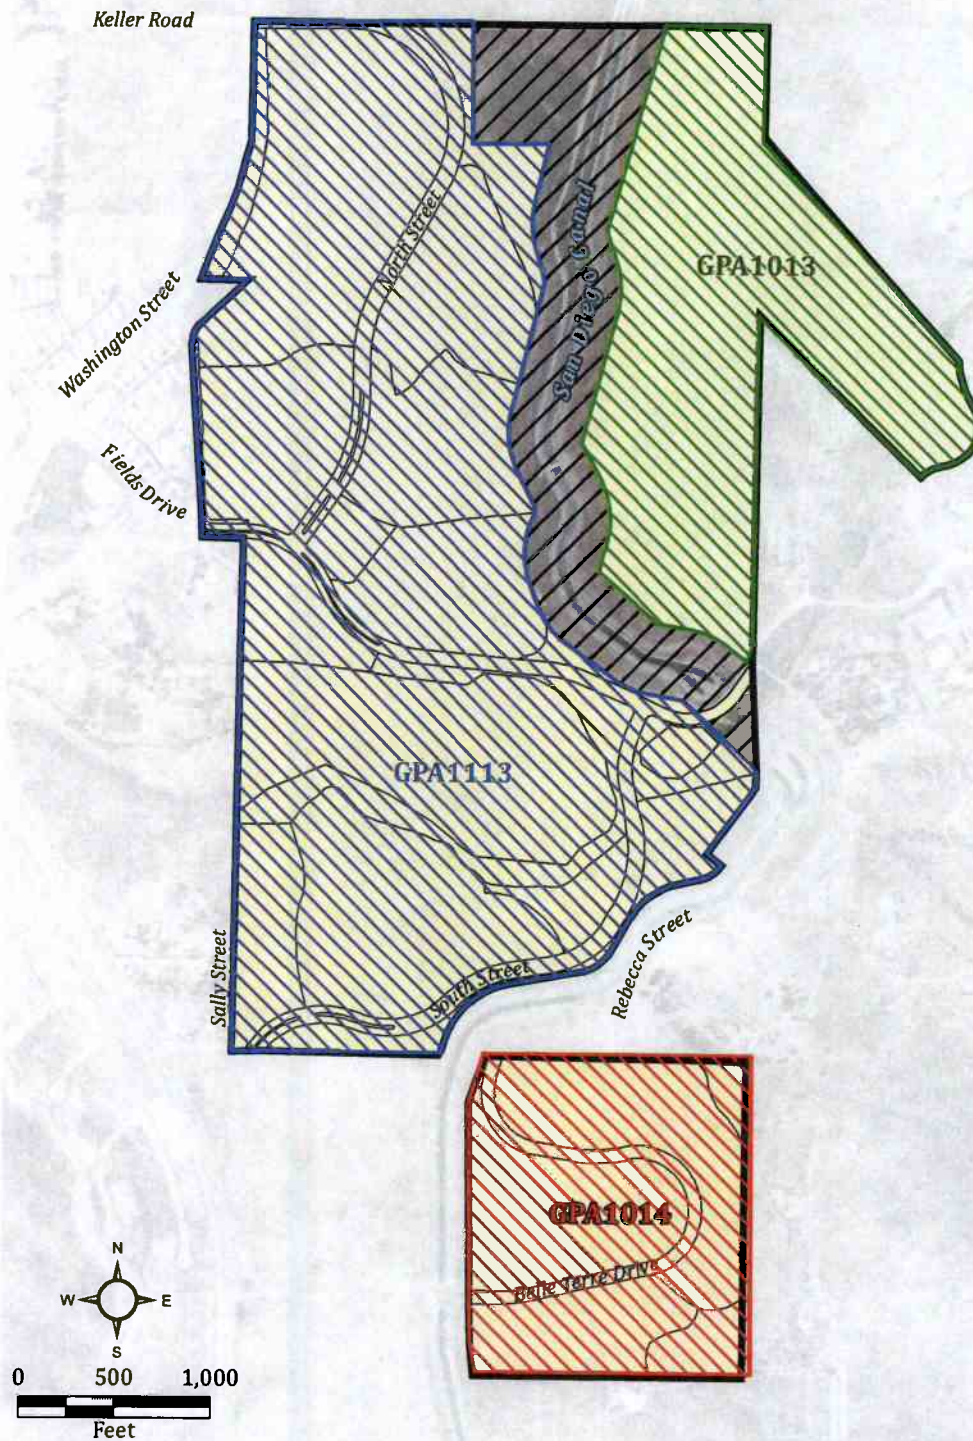 Keller Road
North Street
San Diego Canal
GPA1013
Washington Street
Fields Drive
GPA1113
Sally Street
South Street
Rebecca Street
GPA1014
Belle Terre Drive
N
W E
S
0 500 1,000
Feet